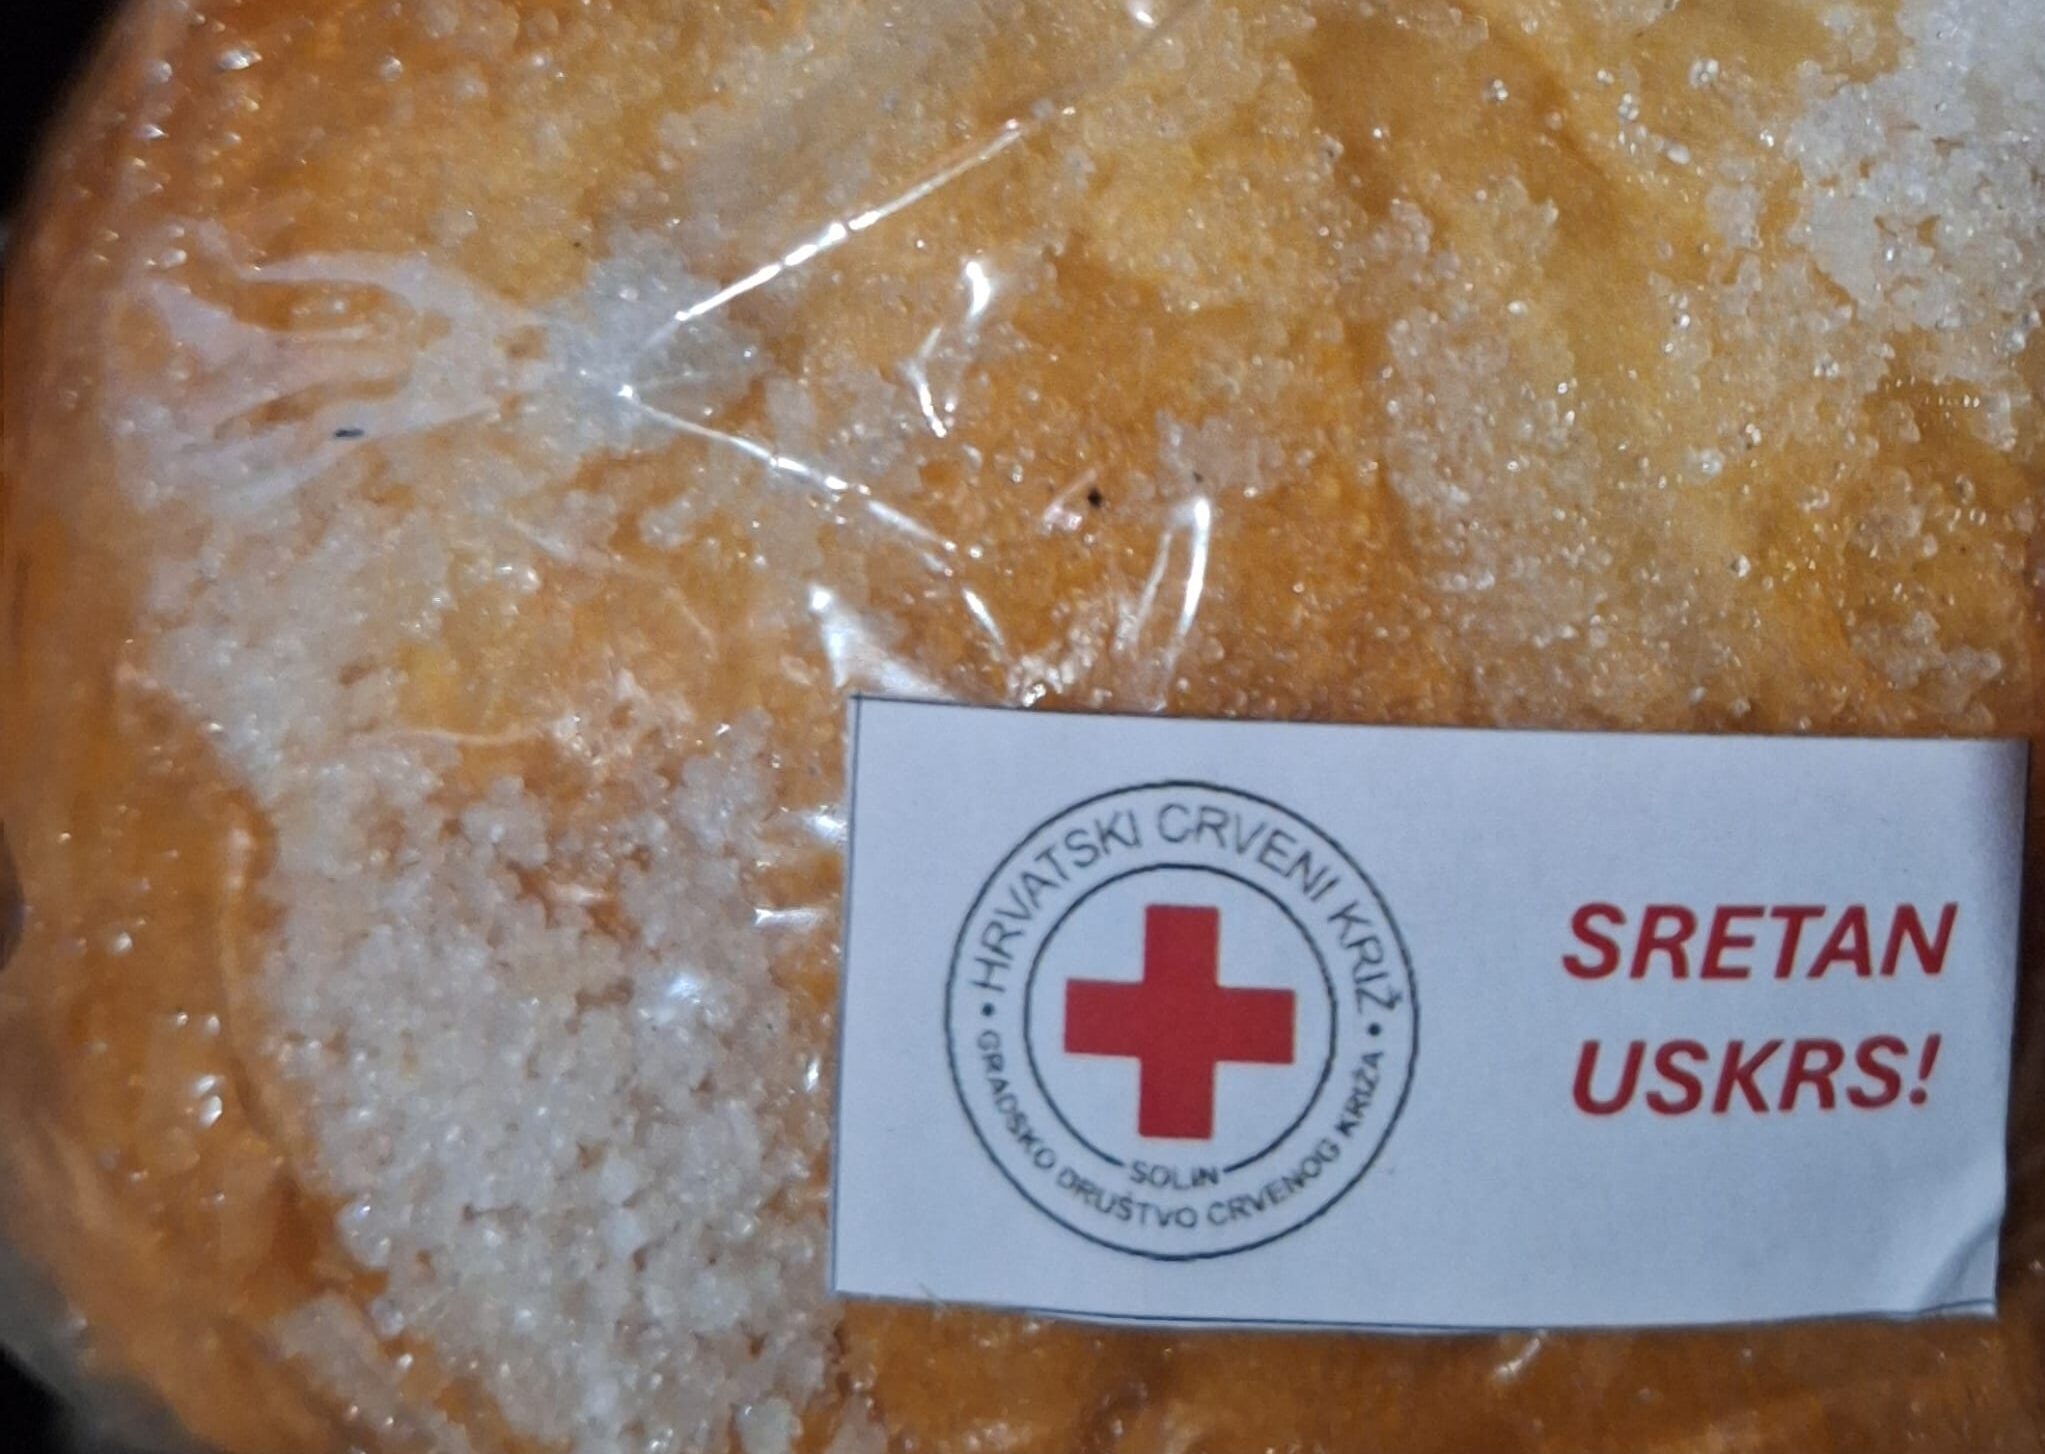 HRVATSKI CRVENI KRIŽ
SOLIN
GRADSKO DRUŠTVO CRVENOG KRIŽA
SRETAN
USKRS!